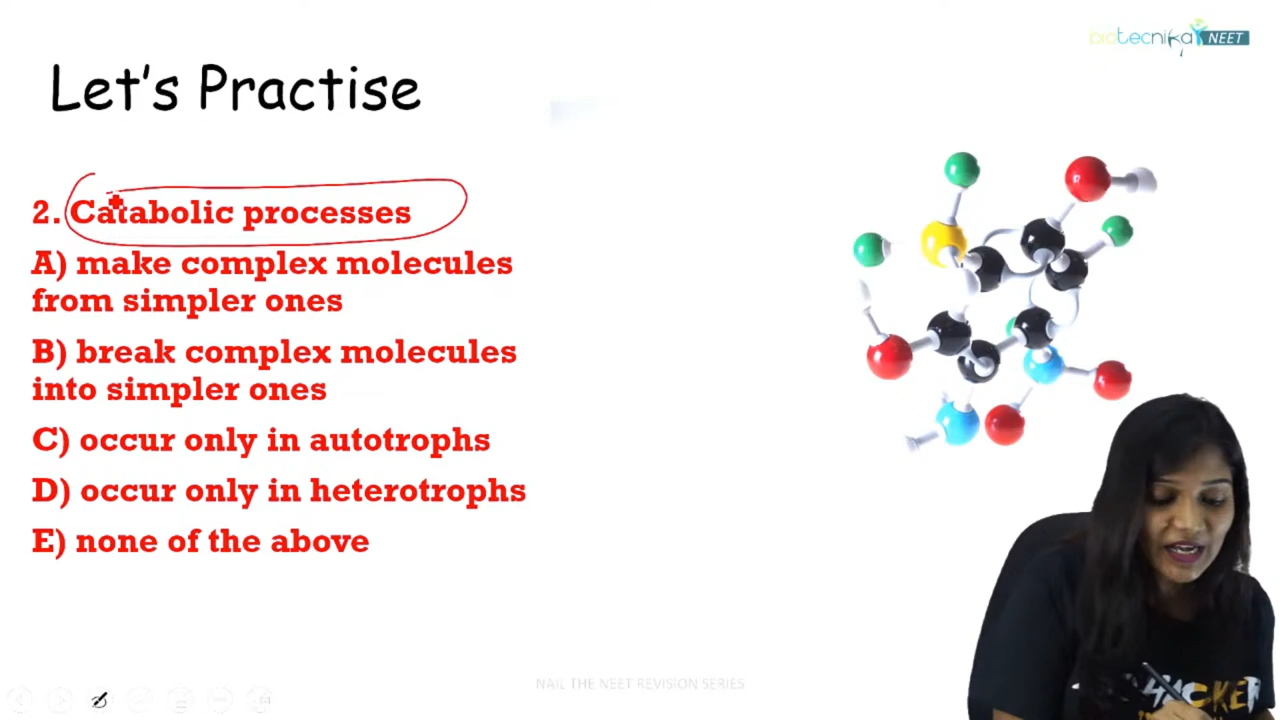 biotecnika NEET
Let's Practise
2. Catabolic processes
A) make complex molecules
from simpler ones
B) break complex molecules
into simpler ones
C) occur only in autotrophs
D) occur only in heterotrophs
E) none of the above
NAIL THE NEET REVISION SERIES